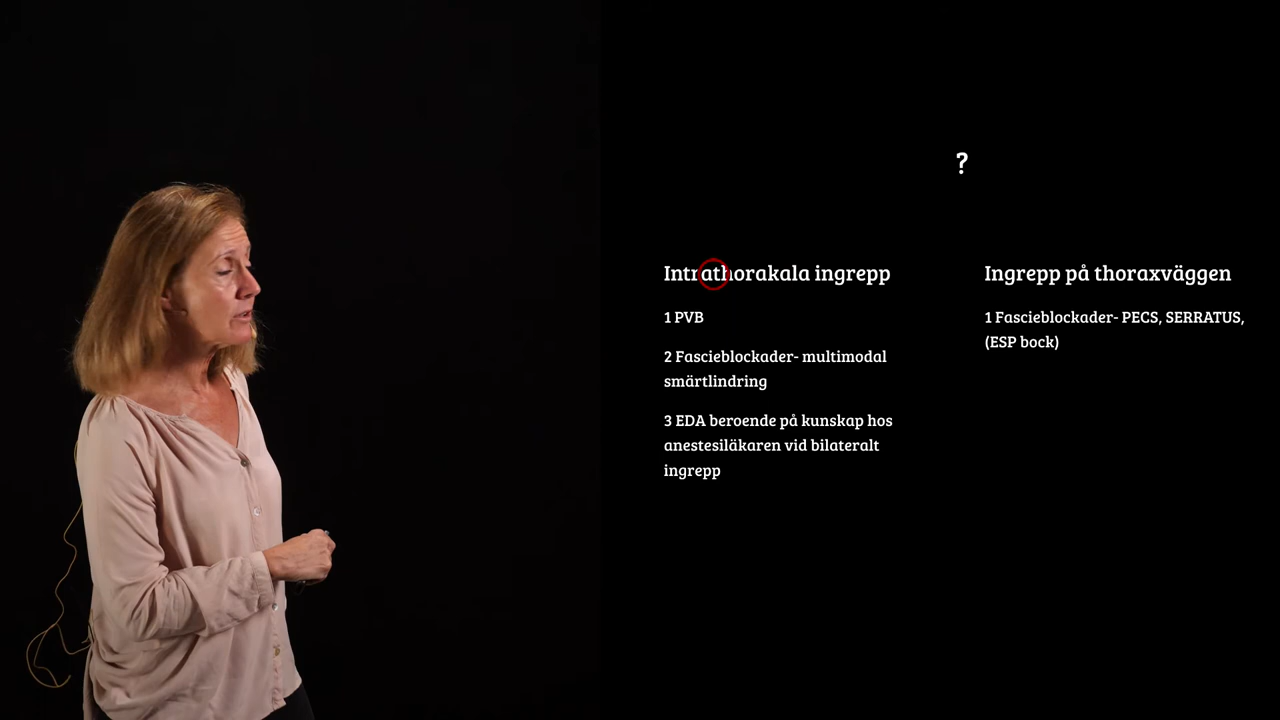 ?
Intrathorakala ingrepp
1 PVB
2 Fascieblockader- multimodal
smärtlindring
3 EDA beroende på kunskap hos
anestesiläkaren vid bilateralt
ingrepp
Ingrepp på thoraxväggen
1 Fascieblockader- PECS, SERRATUS,
(ESP bock)